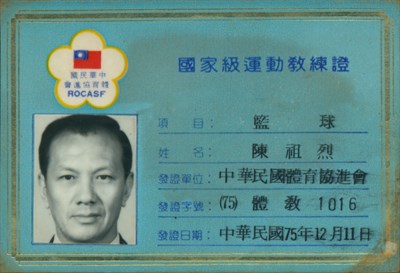 中華民國
體育協進會
ROCASF
國家級運動教練證
項目：籃球
姓名：陳祖烈
發證單位：中華民國體育協進會
發證字號：(75) 體教 1016
發證日期：中華民國75年12月11日